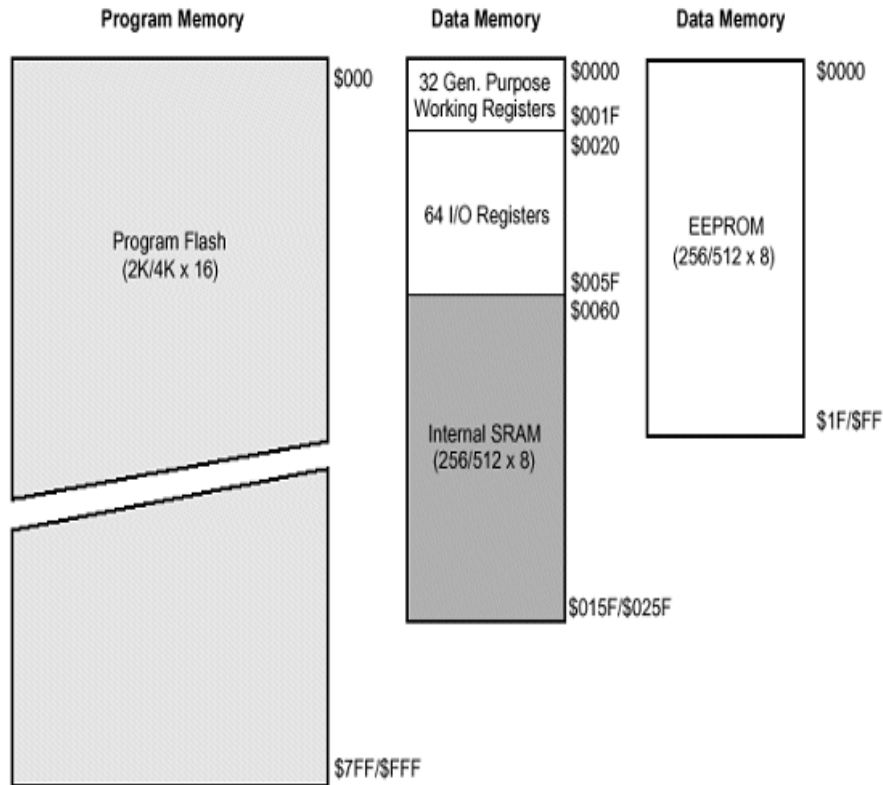 Program Memory
$000
Program Flash
(2K/4K x 16)
$7FF/$FFF
Data Memory
32 Gen. Purpose
Working Registers
$0000
$001F
64 I/O Registers
$0020
$005F
Internal SRAM
(256/512 x 8)
$0060
$015F/$025F
Data Memory
$0000
EEPROM
(256/512 x 8)
$1F/$FF